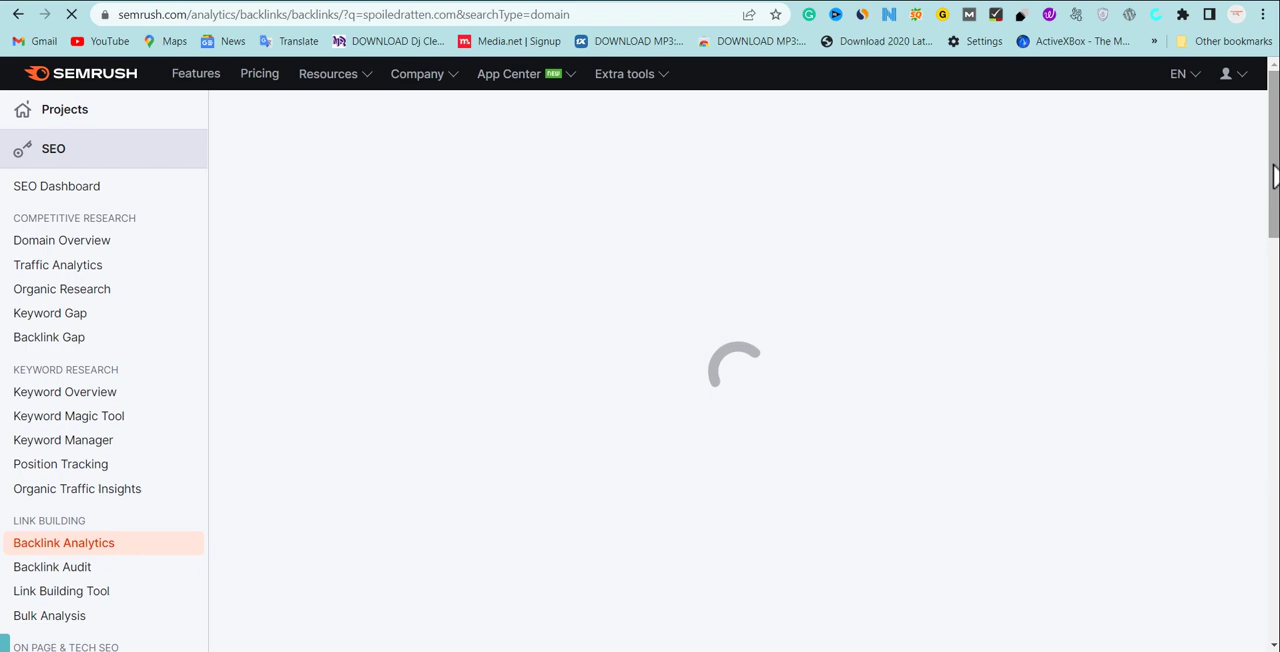 semrush.com/analytics/backlinks/backlinks/?q=spoiledratten.com&searchType=domain
Gmail YouTube Maps News Translate DOWNLOAD Dj Cle... Media.net | Signup DOWNLOAD MP3:... DOWNLOAD MP3:... Download 2020 Lat... Settings ActiveXBox - The M... » Other bookmarks
SEMRUSH Features Pricing Resources Company App Center NEW Extra tools EN
Projects
SEO
SEO Dashboard
COMPETITIVE RESEARCH
Domain Overview
Traffic Analytics
Organic Research
Keyword Gap
Backlink Gap
KEYWORD RESEARCH
Keyword Overview
Keyword Magic Tool
Keyword Manager
Position Tracking
Organic Traffic Insights
LINK BUILDING
Backlink Analytics
Backlink Audit
Link Building Tool
Bulk Analysis
ON PAGE & TECH SEO